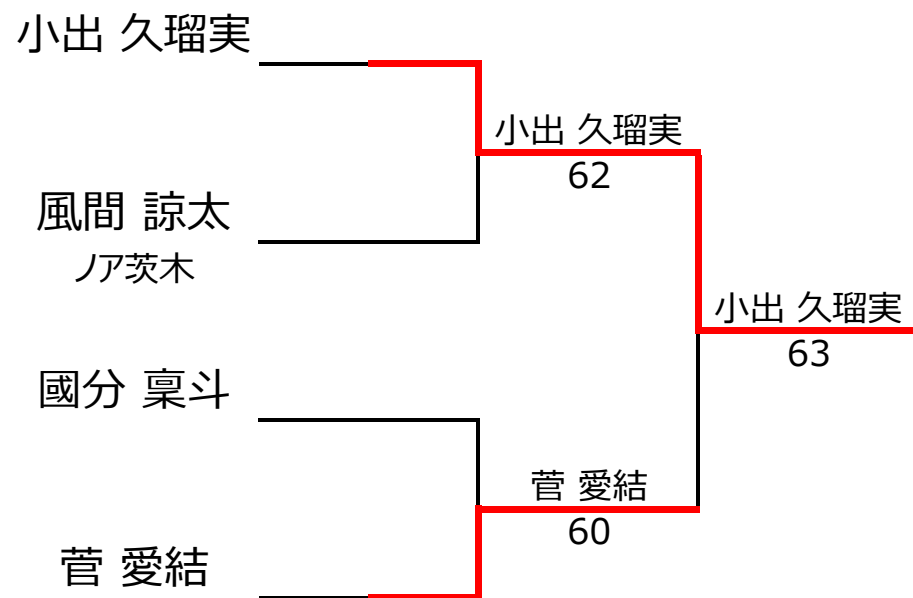 小出 久瑠実
小出 久瑠実
62
風間 諒太
ノア茨木
小出 久瑠実
63
國分 稟斗
菅 愛結
60
菅 愛結